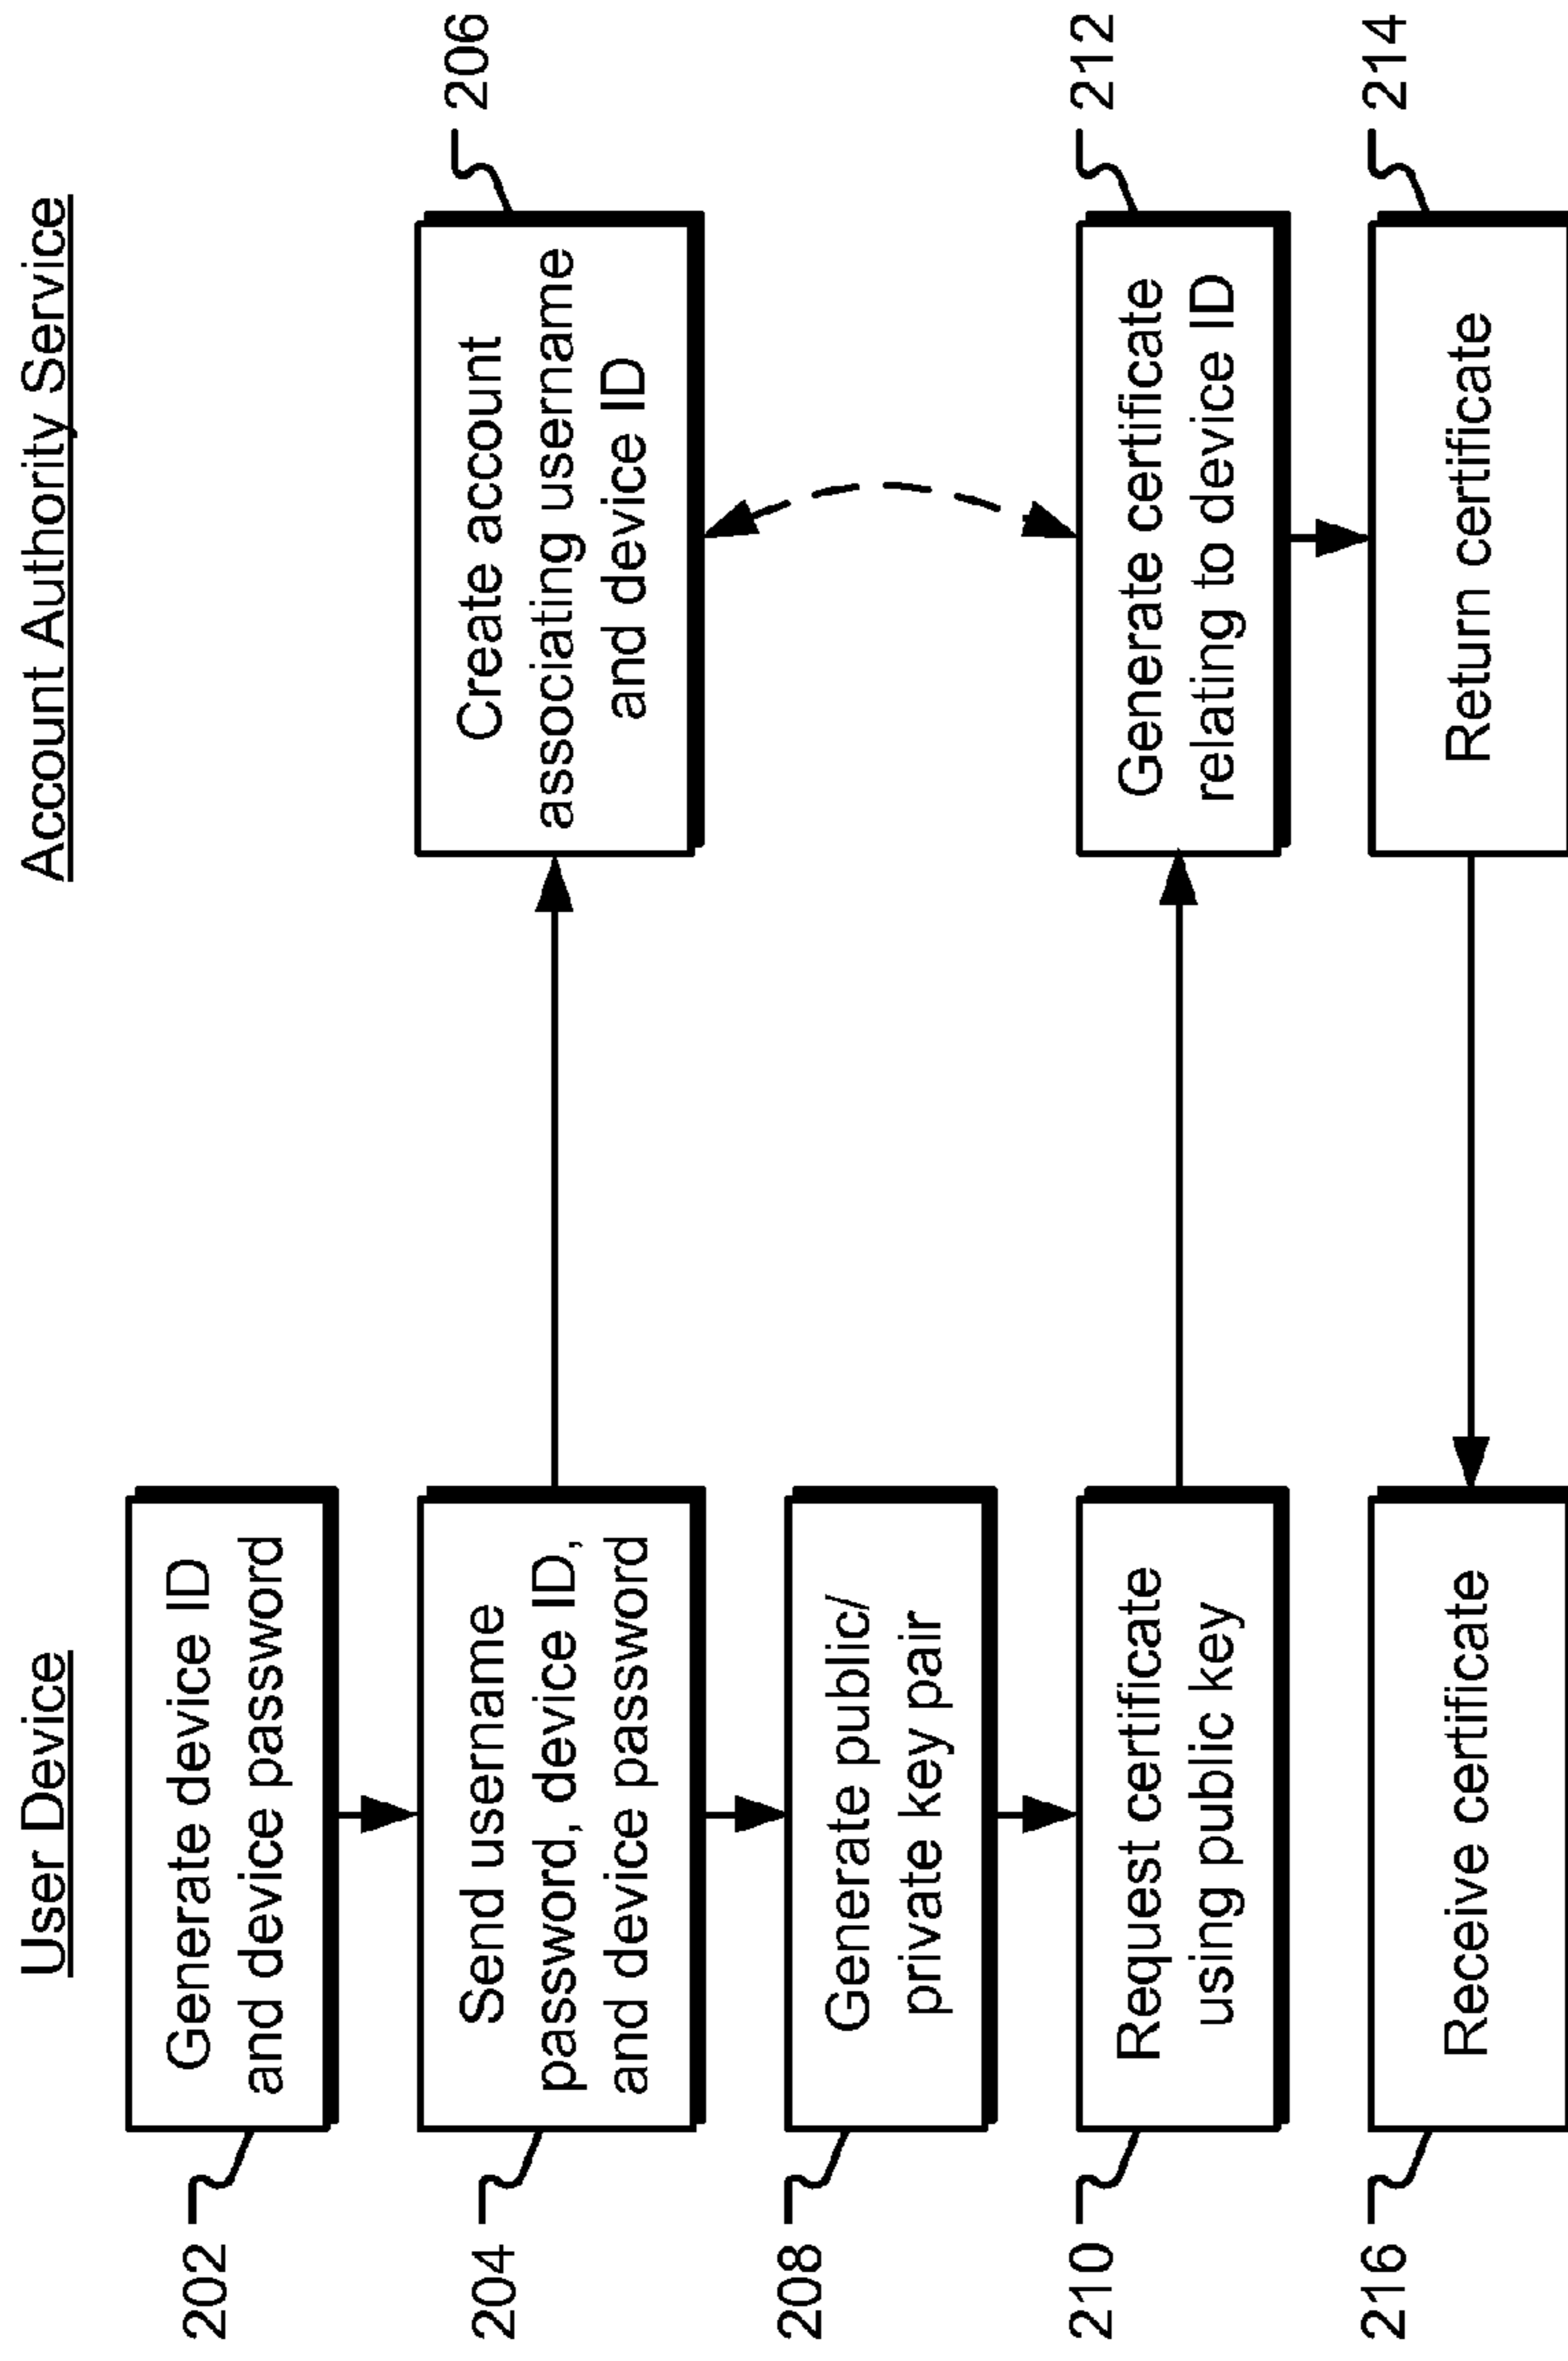 User Device
Account Authority Service
202
Generate device ID
and device password
204
Send username
password, device ID,
and device password
Create account
associating username
and device ID
206
208
Generate public/
private key pair
210
Request certificate
using public key
Generate certificate
relating to device ID
212
216
Receive certificate
Return certificate
214